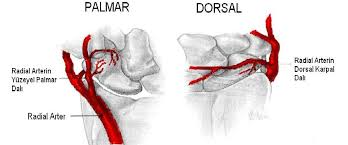 PALMAR
DORSAL
Radial Arterin
Yüzeyel Palmar
Dalı
Radial Arter
Radial Arterin
Dorsal Karpal
Dalı